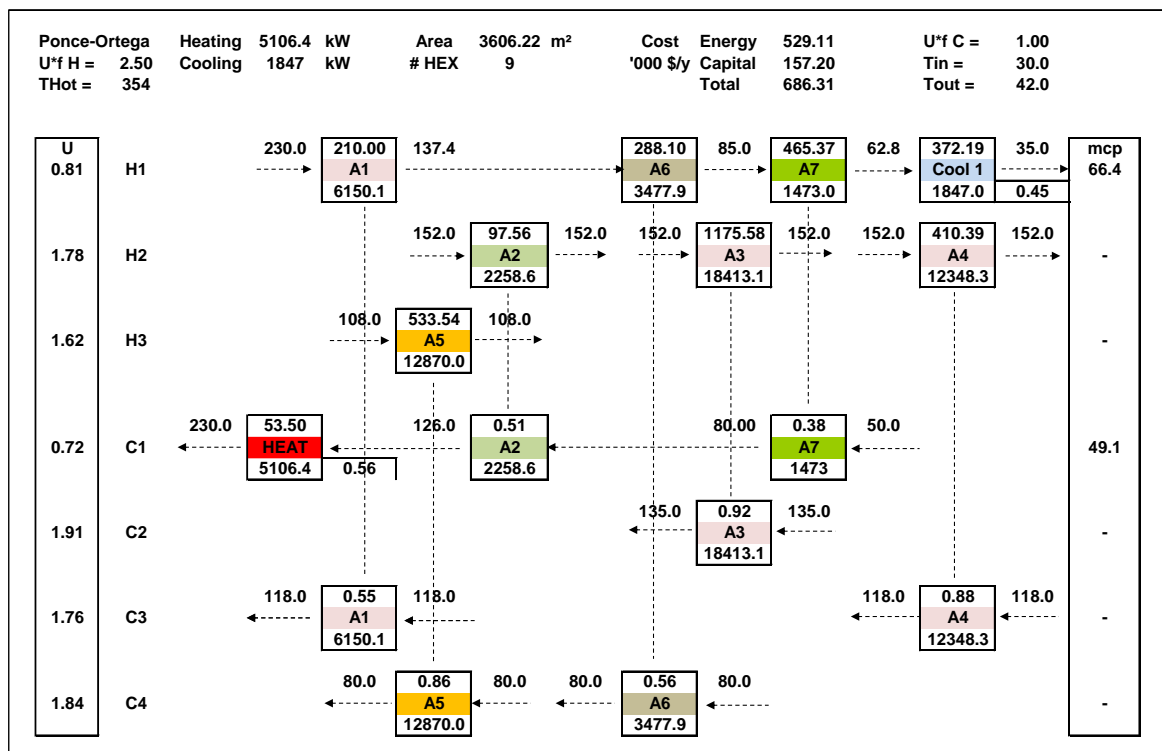 Ponce-Ortega Heating 5106.4 kW Area 3606.22 m² Cost Energy 529.11 U*f C = 1.00
U*f H = 2.50 Cooling 1847 kW # HEX 9 '000 $/y Capital 157.20 Tin = 30.0
THot = 354 Total 686.31 Tout = 42.0
U 210.00 288.10 465.37 372.19 mcp
230.0 137.4 85.0 62.8 35.0
0.81 H1 A1 A6 A7 Cool 1 66.4
6150.1 3477.9 1473.0 1847.0 0.45
152.0 97.56 152.0 152.0 1175.58 152.0 152.0 410.39 152.0
1.78 H2 A2 A3 A4 -
2258.6 18413.1 12348.3
108.0 533.54 108.0
1.62 H3 A5 -
12870.0
230.0 53.50 126.0 0.51 80.00 0.38 50.0
0.72 C1 HEAT A2 A7 49.1
5106.4 0.56 2258.6 1473
135.0 0.92 135.0
1.91 C2 A3 -
18413.1
118.0 0.55 118.0 118.0 0.88 118.0
1.76 C3 A1 A4 -
6150.1 12348.3
80.0 0.86 80.0 80.0 0.56 80.0
1.84 C4 A5 A6 -
12870.0 3477.9